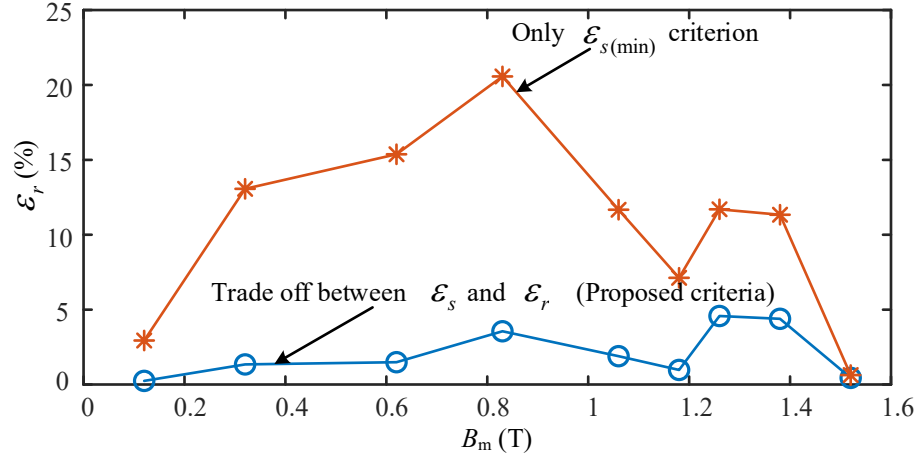 25
Only ε_s(min) criterion
20
15
ε_r (%)
10
Trade off between ε_s and ε_r (Proposed criteria)
5
0
0 0.2 0.4 0.6 0.8 1 1.2 1.4 1.6
B_m (T)